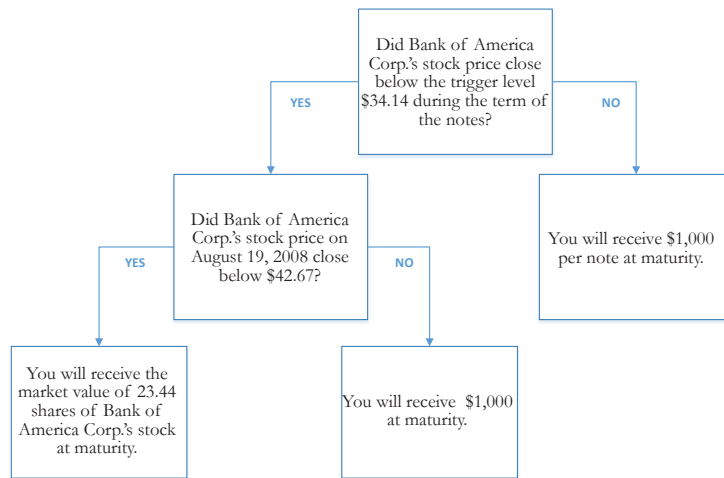 Did Bank of America
Corp.'s stock price close
below the trigger level
$34.14 during the term of
the notes?
YES
NO
Did Bank of America
Corp.'s stock price on
August 19, 2008 close
below $42.67?
You will receive $1,000
per note at maturity.
YES
NO
You will receive the
market value of 23.44
shares of Bank of
America Corp.'s stock
at maturity.
You will receive $1,000
at maturity.